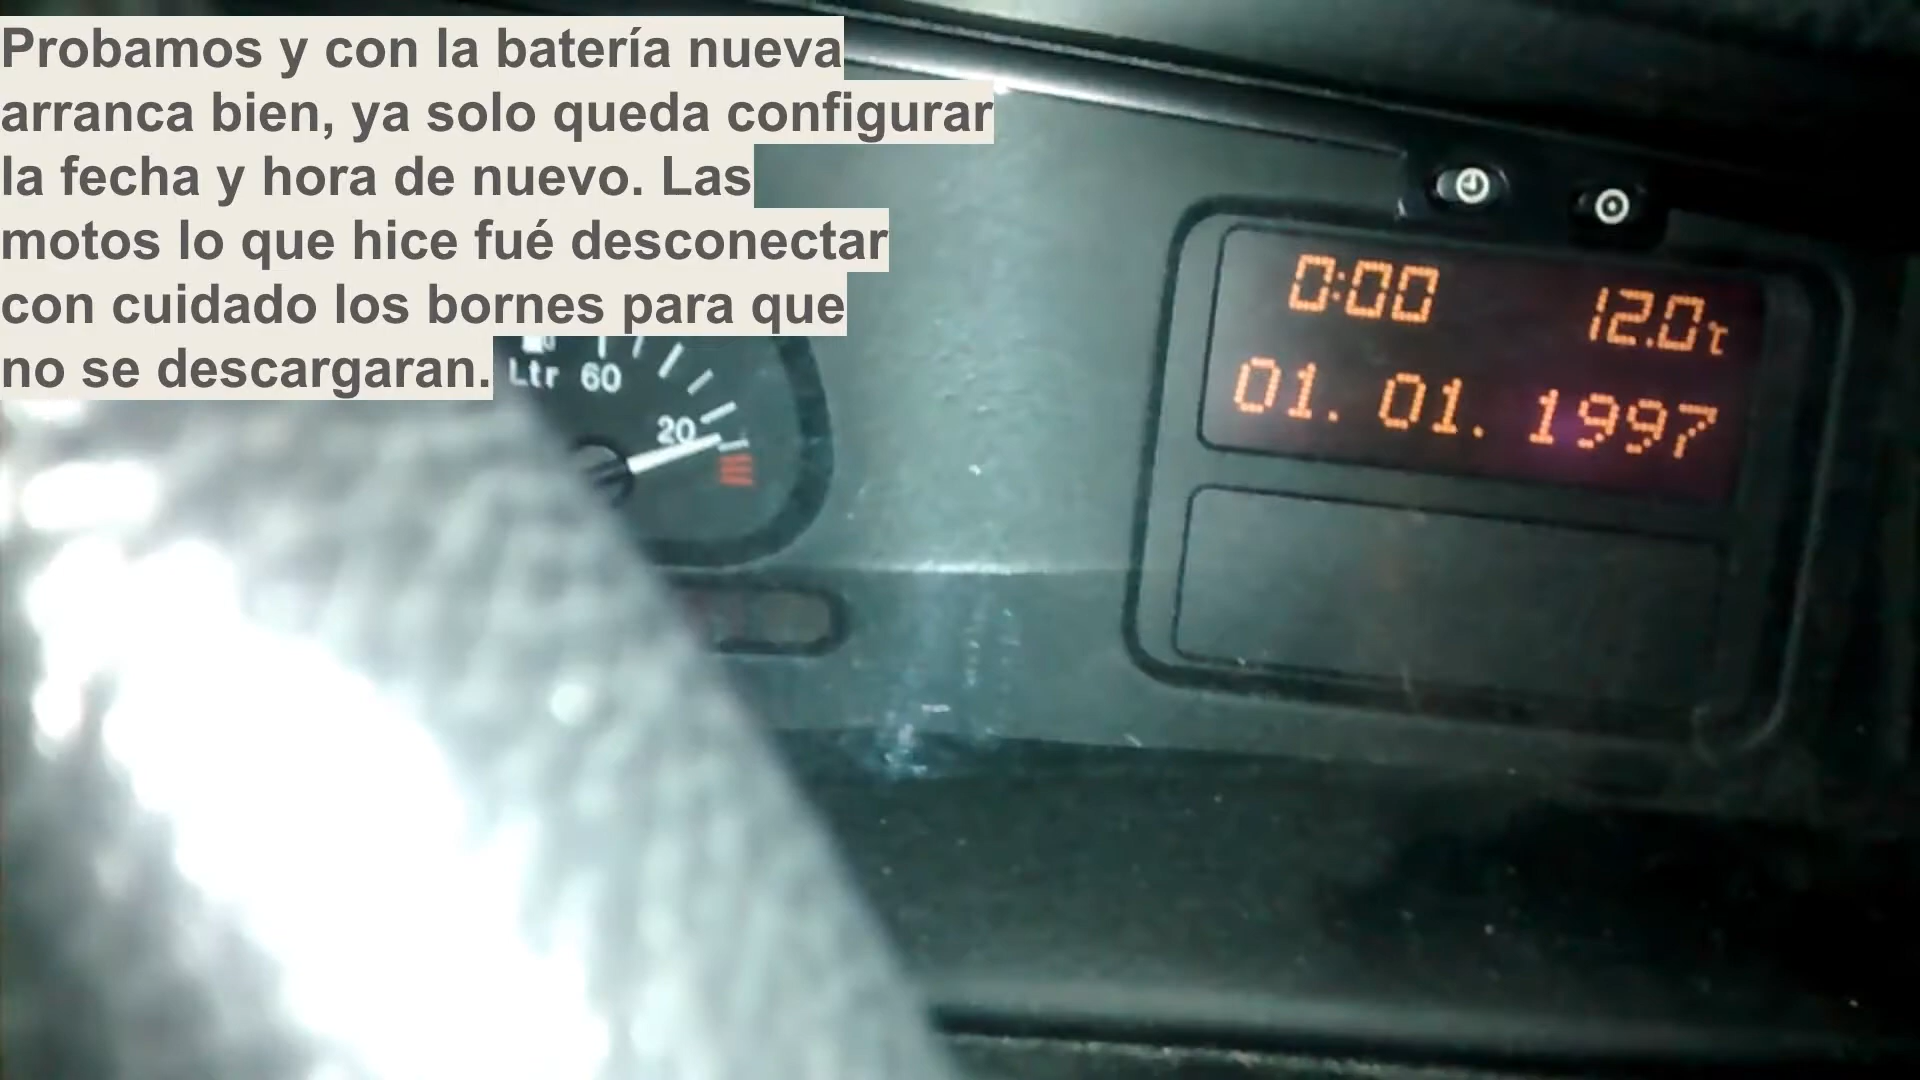 Probamos y con la batería nueva
arranca bien, ya solo queda configurar
la fecha y hora de nuevo. Las
motos lo que hice fué desconectar
con cuidado los bornes para que
no se descargaran.
Ltr 60
20
0:00 12.0
01. 01. 1997